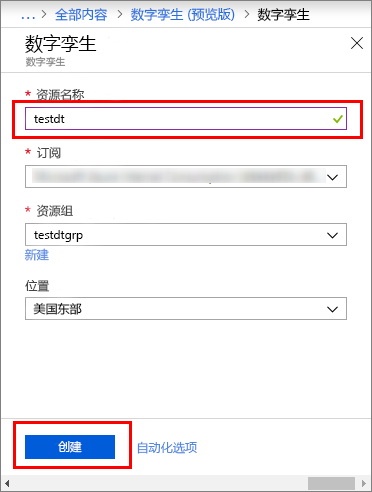 ... > 全部内容 > 数字孪生 (预览版) > 数字孪生
数字孪生
数字孪生
* 资源名称
testdt
* 订阅
* 资源组
testdtgrp
新建
位置
美国东部
创建 自动化选项